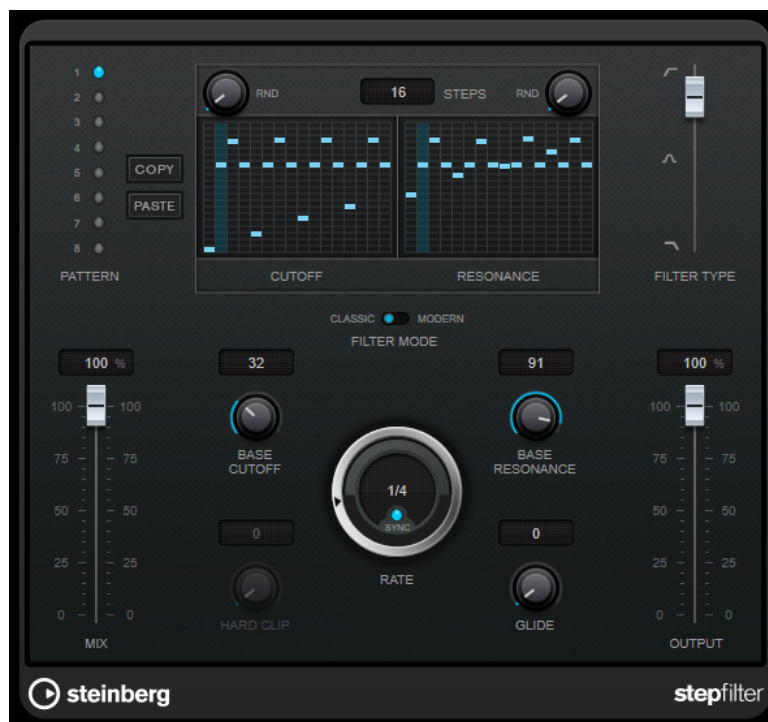 1
RND
16
STEPS
RND
2
3
4
5
COPY
6
PASTE
7
8
PATTERN
CUTOFF
RESONANCE
FILTER TYPE
CLASSIC
MODERN
FILTER MODE
100 %
32
91
100 %
100
100
100
100
BASE
CUTOFF
BASE
RESONANCE
75
75
75
75
1/4
50
50
50
50
SYNC
0
0
25
25
25
25
RATE
0
0
0
0
HARD CLIP
GLIDE
MIX
OUTPUT
steinberg
stepfilter